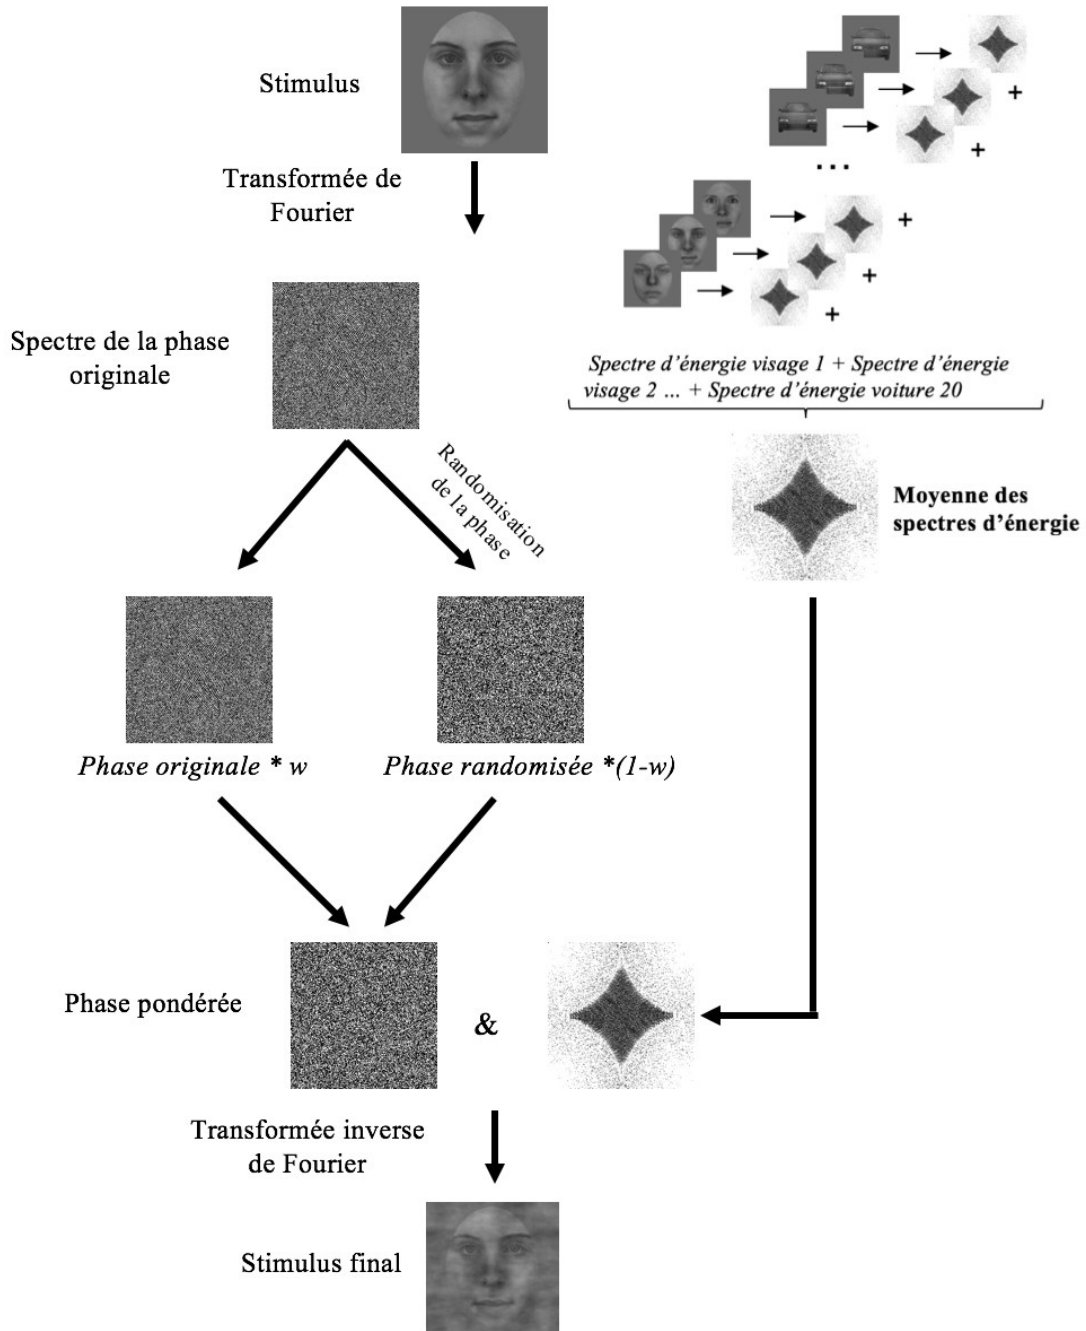 Stimulus
Transformée de
Fourier
Spectre de la phase
originale
Randomisation
de la phase
Phase originale * w
Phase randomisée *(1-w)
Phase pondérée
&
Transformée inverse
de Fourier
Stimulus final
+
+
...
+
+
+
Spectre d'énergie visage 1 + Spectre d'énergie
visage 2 ... + Spectre d'énergie voiture 20
Moyenne des
spectres d'énergie